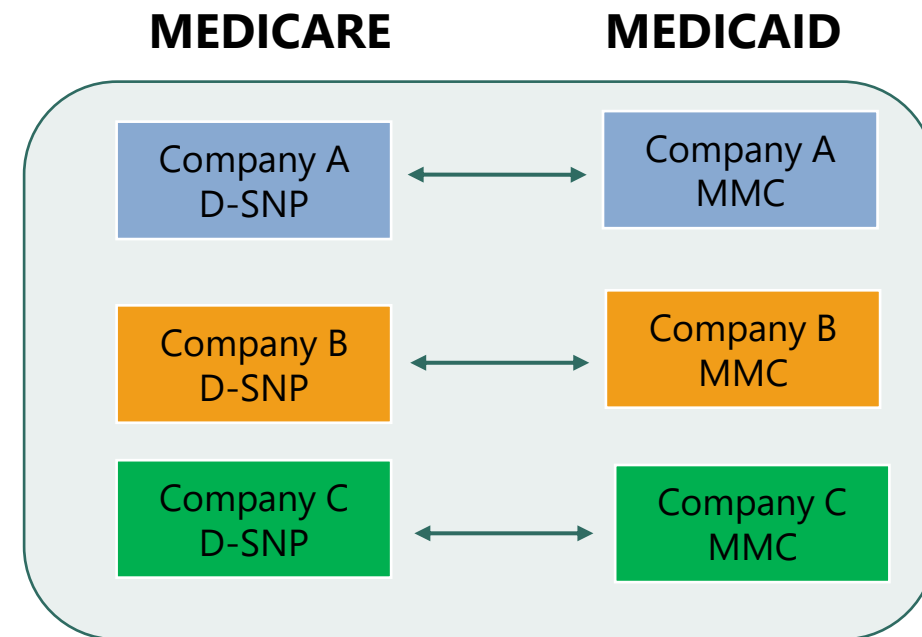 MEDICARE MEDICAID
Company A
D-SNP
Company A
MMC
Company B
D-SNP
Company B
MMC
Company C
D-SNP
Company C
MMC